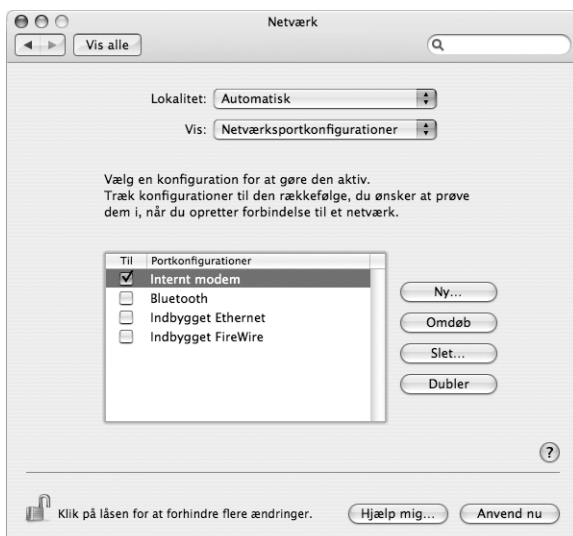 Netværk
Vis alle
Lokalitet: Automatisk
Vis: Netværksportkonfigurationer
Vælg en konfiguration for at gøre den aktiv.
Træk konfigurationer til den rækkefølge, du ønsker at prøve
dem i, når du opretter forbindelse til et netværk.
Til Portkonfigurationer
Internt modem
Bluetooth
Indbygget Ethernet
Indbygget FireWire
Ny...
Omdøb
Slet...
Dubler
?
Klik på låsen for at forhindre flere ændringer.
Hjælp mig...
Anvend nu